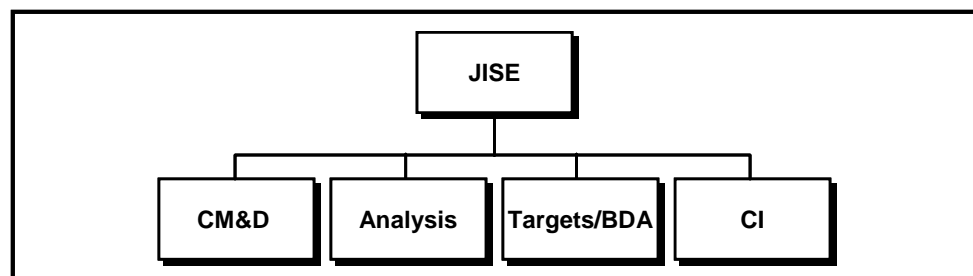 JISE
CM&D
Analysis
Targets/BDA
CI